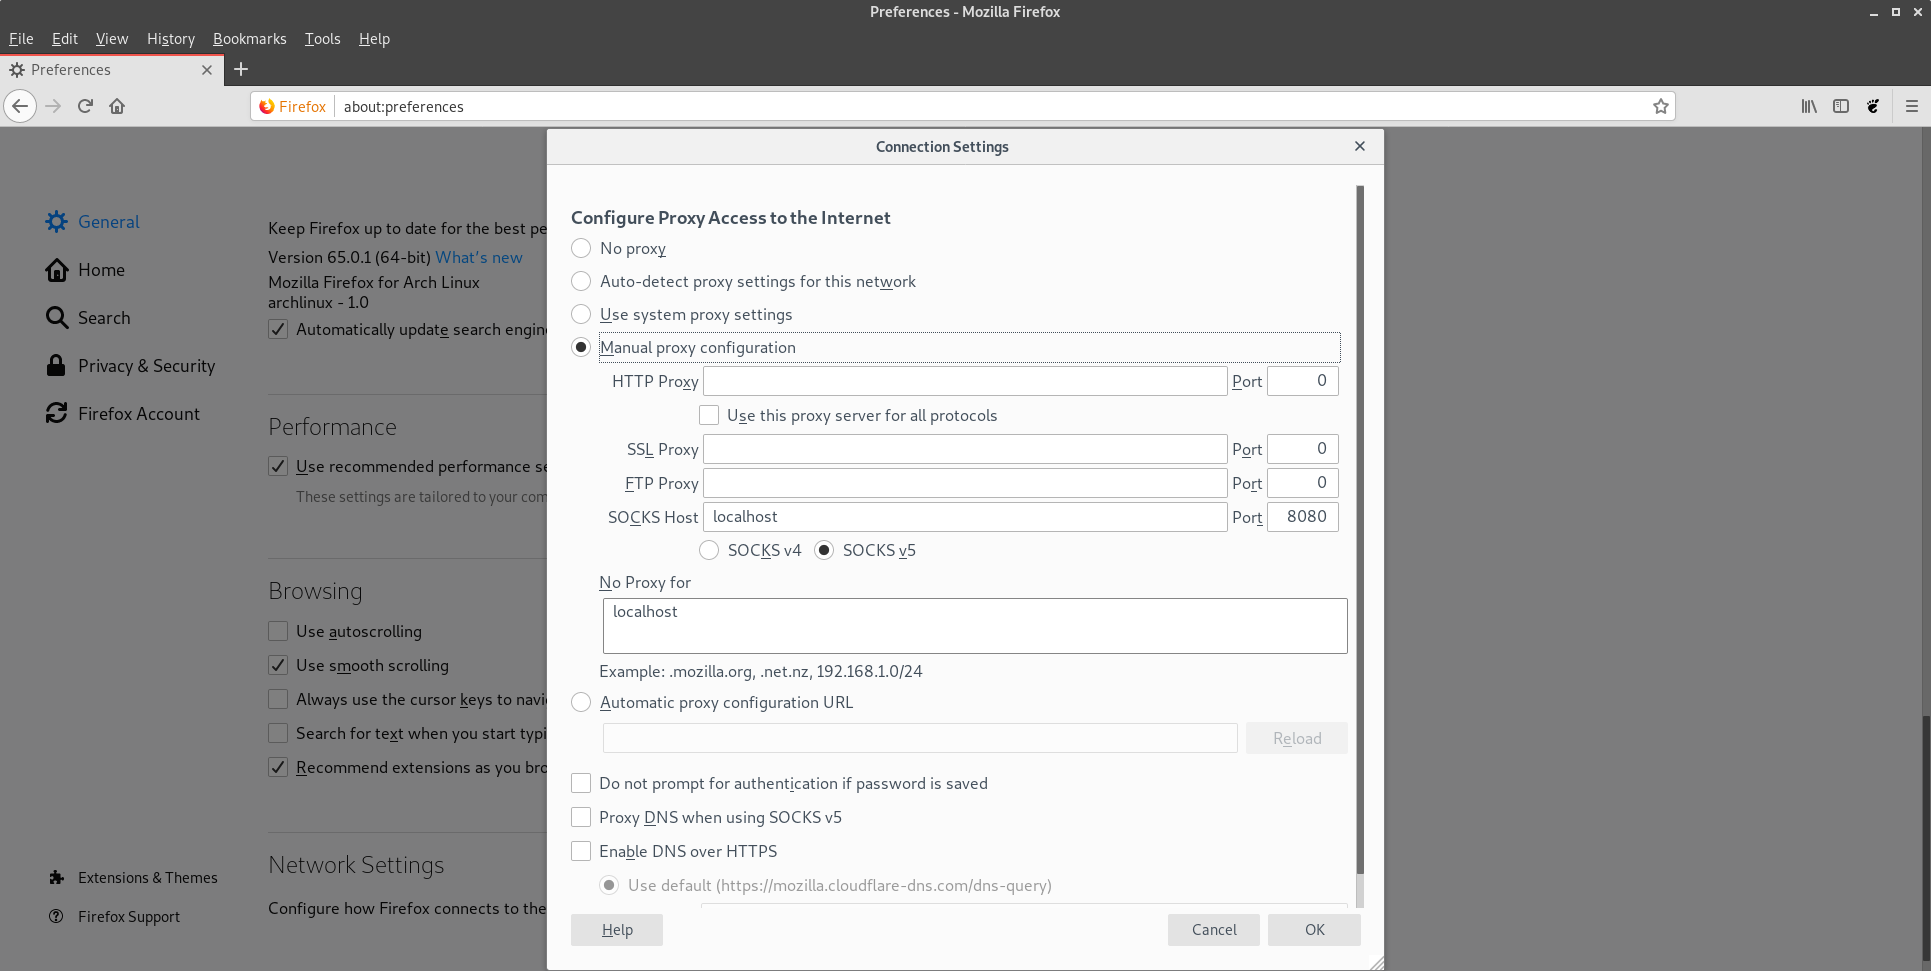 Preferences - Mozilla Firefox
File Edit View History Bookmarks Tools Help
Preferences
Firefox about:preferences
General
Home
Search
Privacy & Security
Firefox Account
Extensions & Themes
Firefox Support
Keep Firefox up to date for the best pe
Version 65.0.1 (64-bit) What's new
Mozilla Firefox for Arch Linux
archlinux - 1.0
Automatically update search engin
Performance
Use recommended performance se
These settings are tailored to your com
Browsing
Use autoscrolling
Use smooth scrolling
Always use the cursor keys to navi
Search for text when you start typi
Recommend extensions as you bro
Network Settings
Configure how Firefox connects to the
Connection Settings
Configure Proxy Access to the Internet
No proxy
Auto-detect proxy settings for this network
Use system proxy settings
Manual proxy configuration
HTTP Proxy Port 0
Use this proxy server for all protocols
SSL Proxy Port 0
FTP Proxy Port 0
SOCKS Host localhost Port 8080
SOCKS v4 SOCKS v5
No Proxy for
localhost
Example: .mozilla.org, .net.nz, 192.168.1.0/24
Automatic proxy configuration URL
Reload
Do not prompt for authentication if password is saved
Proxy DNS when using SOCKS v5
Enable DNS over HTTPS
Use default (https://mozilla.cloudflare-dns.com/dns-query)
Help Cancel OK